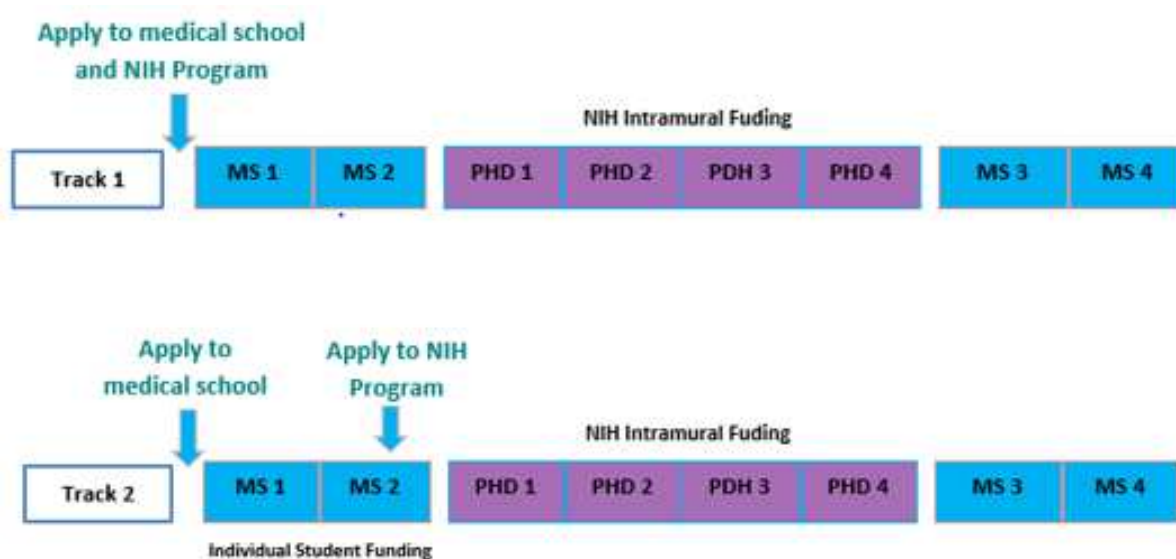 Apply to medical school
and NIH Program
NIH Intramural Fuding
Track 1
MS 1
MS 2
PHD 1
PHD 2
PDH 3
PHD 4
MS 3
MS 4
Apply to
medical school
Apply to NIH
Program
NIH Intramural Fuding
Track 2
MS 1
MS 2
PHD 1
PHD 2
PDH 3
PHD 4
MS 3
MS 4
Individual Student Funding